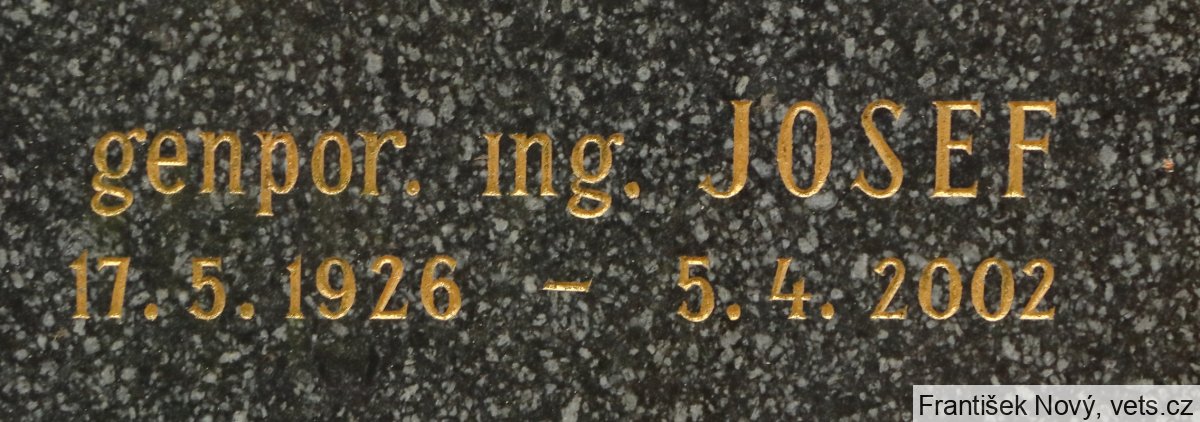 genpor. ing. JOSEF
17. 5. 1926 – 5. 4. 2002
František Nový, vets.cz